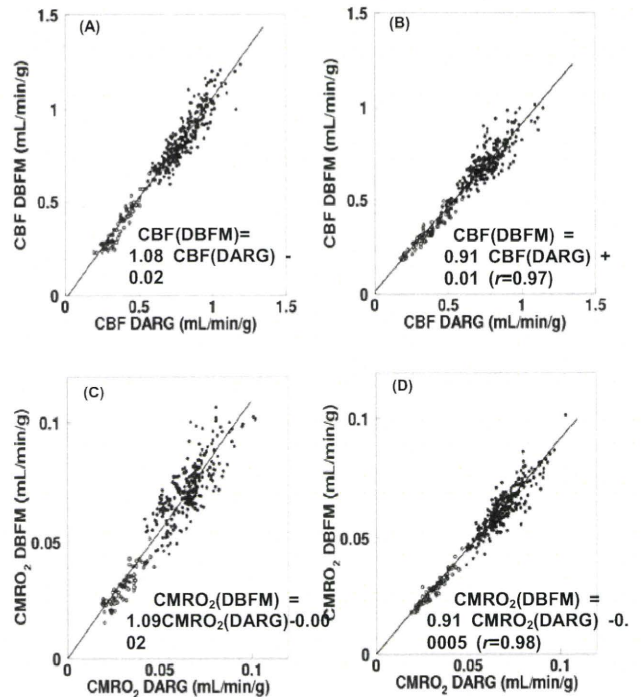 (A)
CBF DBFM (mL/min/g)
1.5
1
0.5
0
CBF(DBFM)=
1.08 CBF(DARG) -
0.02
0
0.5
1
1.5
CBF DARG (mL/min/g)
(B)
CBF DBFM (mL/min/g)
1.5
1
0.5
0
CBF(DBFM) =
0.91 CBF(DARG) +
0.01 (r=0.97)
0
0.5
1
1.5
CBF DARG (mL/min/g)
(C)
CMRO₂ DBFM (mL/min/g)
0.1
0.05
0
CMRO₂(DBFM) =
1.09CMRO₂(DARG)-0.00
02
0
0.05
0.1
CMRO₂ DARG (mL/min/g)
(D)
CMRO₂ DBFM (mL/min/g)
0.1
0.05
0
CMRO₂(DBFM) =
0.91 CMRO₂(DARG) -0.
0005 (r=0.98)
0
0.05
0.1
CMRO₂ DARG (mL/min/g)